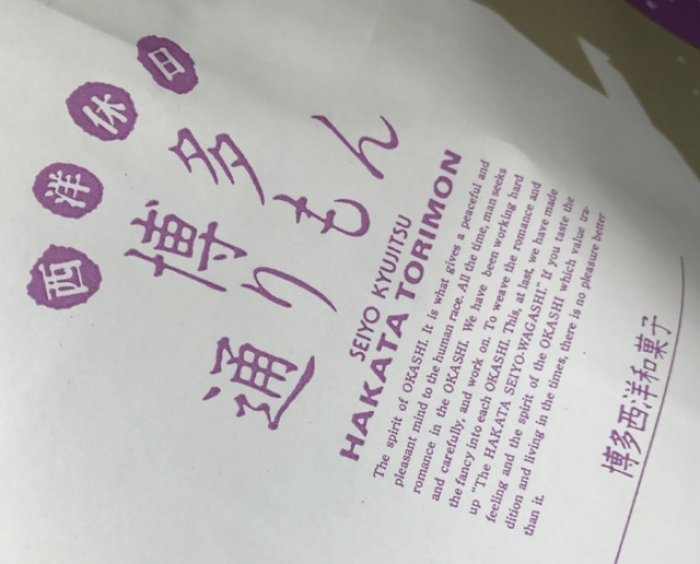 西洋休日
博多
通りもん
SEIYO KYUJITSU
HAKATA TORIMON
The spirit of OKASHI. It is what gives a peaceful and
pleasant mind to the human race. All the time, man seeks
romance in the OKASHI. We have been working hard
and carefully, and work on. To weave the romance and
the fancy into each OKASHI. This, at last, we have made
up "The HAKATA SEIYO-WAGASHI." If you taste the
feeling and the spirit of the OKASHI which value tra-
dition and living in the times, there is no pleasure better
than it.
博多西洋和菓子